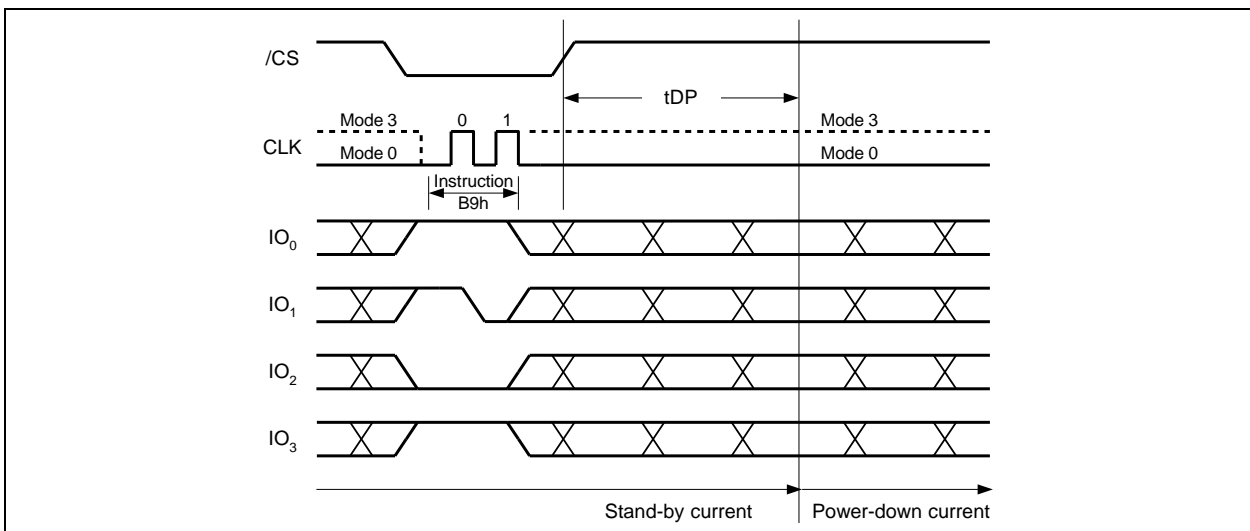 /CS
tDP
Mode 3 0 1 Mode 3
CLK
Mode 0 Mode 0
Instruction
B9h
IO0
IO1
IO2
IO3
Stand-by current Power-down current